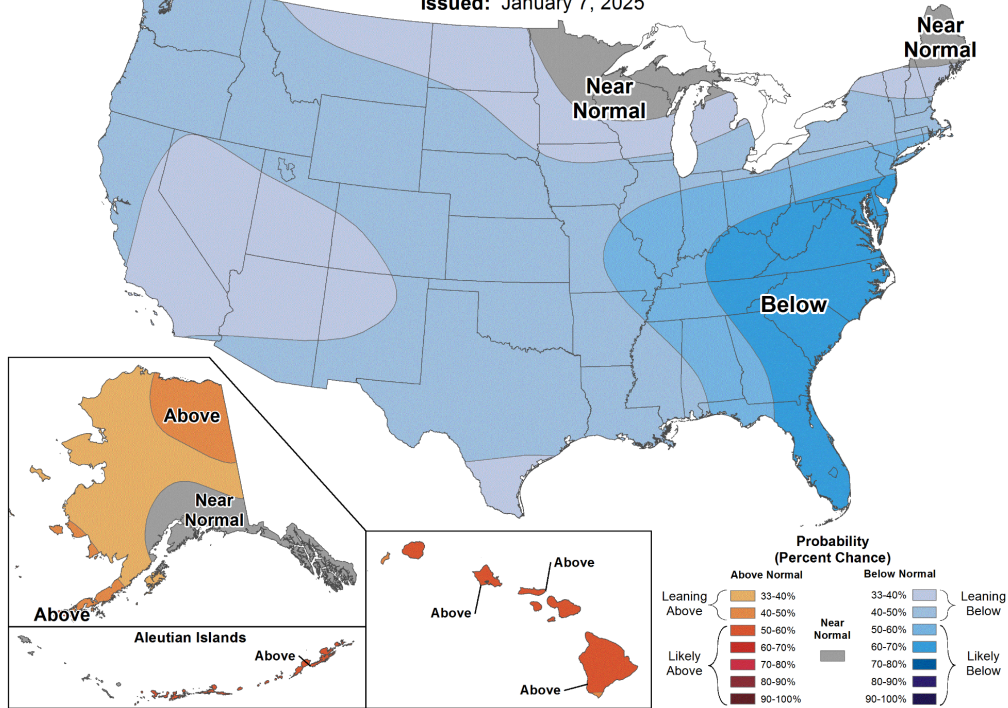 Issued: January 7, 2025
Near
Normal
Near
Normal
Below
Above
Near
Normal
Above
Aleutian Islands
Above
Above
Above
Above
Probability
(Percent Chance)
Above Normal
Below Normal
Leaning
Above
33-40%
40-50%
Likely
Above
50-60%
60-70%
70-80%
80-90%
90-100%
Near
Normal
33-40%
40-50%
Leaning
Below
50-60%
60-70%
70-80%
80-90%
90-100%
Likely
Below